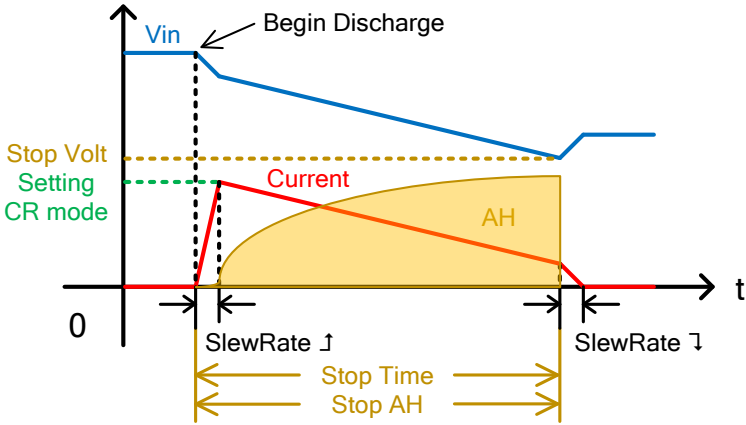 Vin
Begin Discharge
Stop Volt
Setting
CR mode
Current
AH
t
0
SlewRate ↥
SlewRate ↴
Stop Time
Stop AH